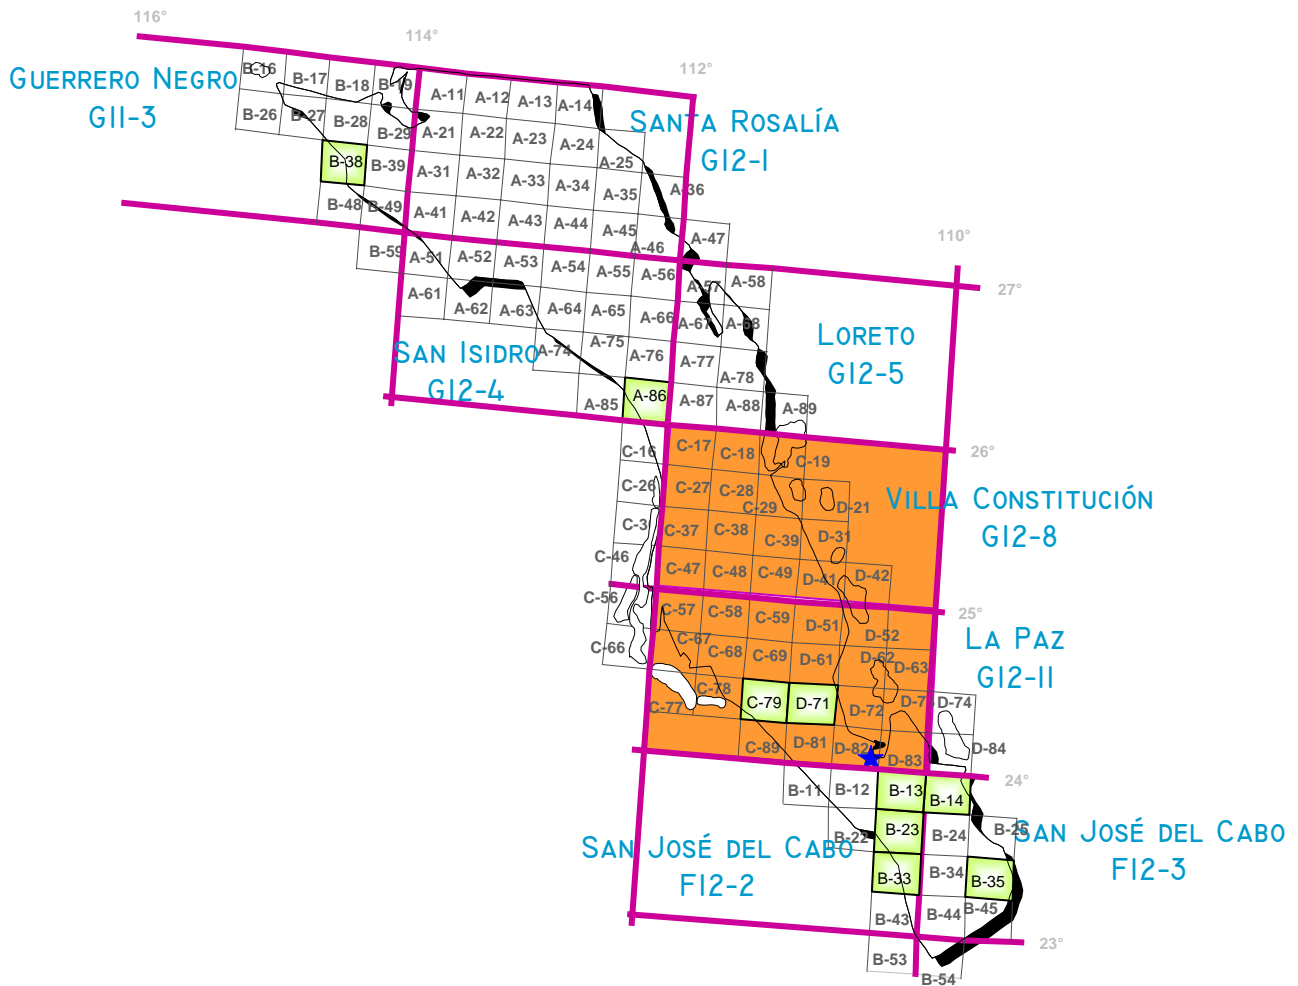 116°
114°
112°
110°
27°
26°
25°
24°
23°
GUERRERO NEGRO
G11-3
SANTA ROSALÍA
G12-1
SAN ISIDRO
G12-4
LORETO
G12-5
VILLA CONSTITUCIÓN
G12-8
LA PAZ
G12-11
SAN JOSÉ DEL CABO
F12-2
SAN JOSÉ DEL CABO
F12-3
B-16 B-17 B-18 B-19 A-11 A-12 A-13 A-14
B-26 B-27 B-28 B-29 A-21 A-22 A-23 A-24 A-25
B-38 B-39 A-31 A-32 A-33 A-34 A-35 A-36
B-48 B-49 A-41 A-42 A-43 A-44 A-45 A-46 A-47
B-59 A-51 A-52 A-53 A-54 A-55 A-56 A-57 A-58
A-61 A-62 A-63 A-64 A-65 A-66 A-67 A-68
A-74 A-75 A-76 A-77 A-78
A-85 A-86 A-87 A-88 A-89
C-16 C-17 C-18 C-19
C-26 C-27 C-28 C-29 D-21
C-37 C-38 C-39 D-31
C-46 C-47 C-48 C-49 D-41 D-42
C-56 C-57 C-58 C-59 D-51 D-52
C-66 C-67 C-68 C-69 D-61 D-62 D-63
C-77 C-78 C-79 D-71 D-72 D-73 D-74
C-89 D-81 D-82 D-83 D-84
B-11 B-12 B-13 B-14
B-22 B-23 B-24 B-25
B-33 B-34 B-35
B-43 B-44 B-45
B-53 B-54